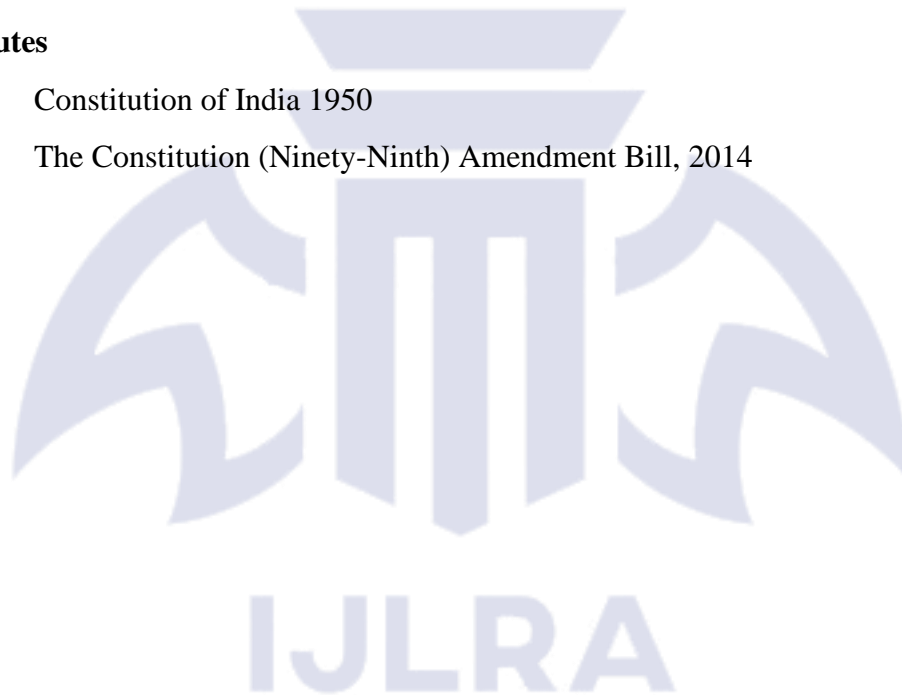 utes
Constitution of India 1950
The Constitution (Ninety-Ninth) Amendment Bill, 2014
IJLRA